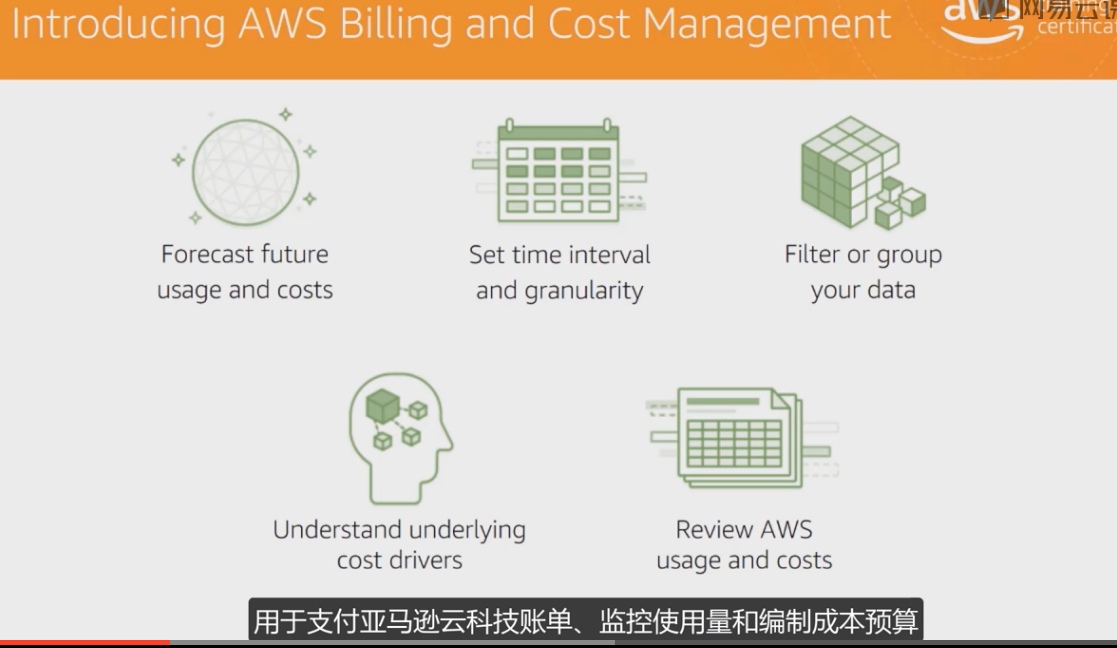 Introducing AWS Billing and Cost Management
aws
网易云课
Forecast future
usage and costs
Set time interval
and granularity
Filter or group
your data
Understand underlying
cost drivers
Review AWS
usage and costs
用于支付亚马逊云科技账单、监控使用量和编制成本预算